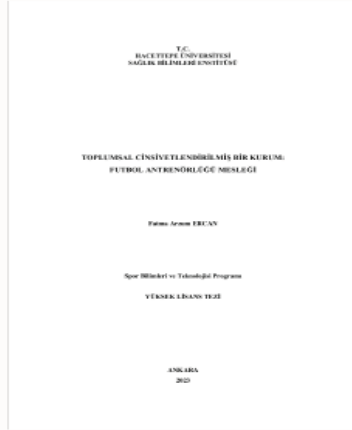 T.C.
HACETTEPE ÜNİVERSİTESİ
SAĞLIK BİLİMLERİ ENSTİTÜSÜ
TOPLUMSAL CİNSİYETLENDİRİLMİŞ BİR KURUM:
FUTBOL ANTRENÖRLÜĞÜ MESLEĞİ
Fatma Arzum ERCAN
Spor Bilimleri ve Teknolojisi Programı
YÜKSEK LİSANS TEZİ
ANKARA
2023